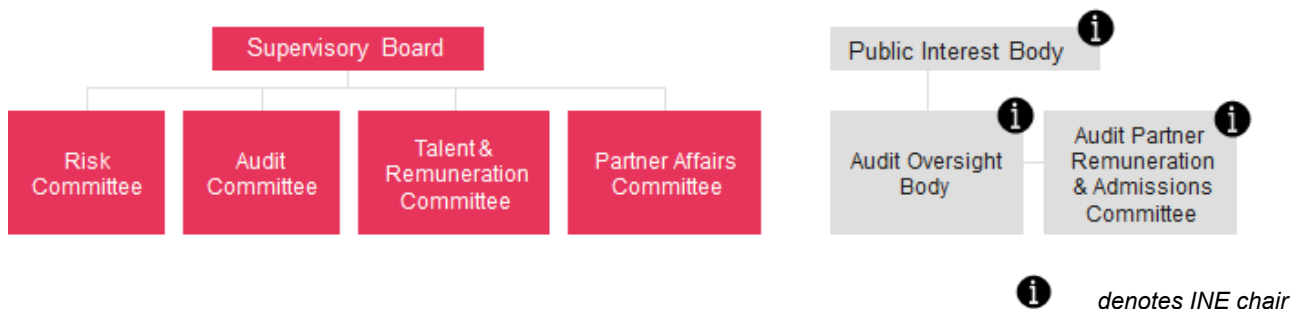 Supervisory Board
Public Interest Body
i
Risk
Committee
Audit
Committee
Talent &
Remuneration
Committee
Partner Affairs
Committee
Audit Oversight
Body
i
Audit Partner
Remuneration
& Admissions
Committee
i
i denotes INE chair